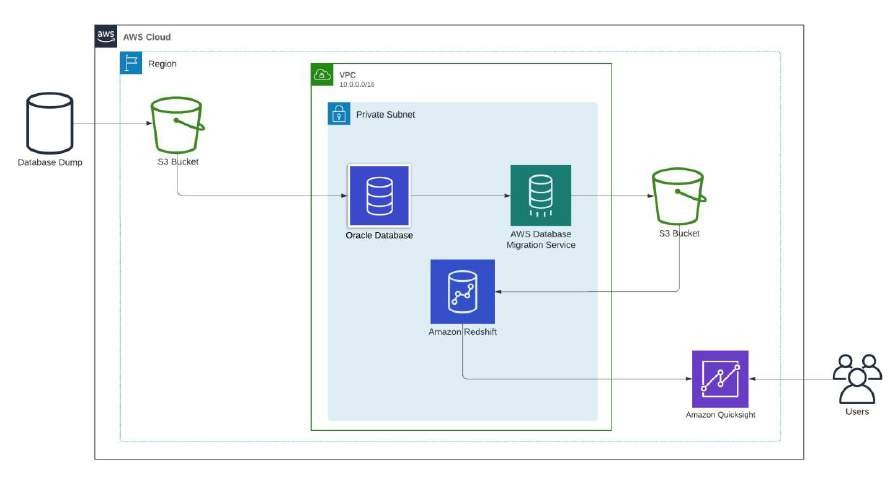 aws
AWS Cloud
Region
VPC
10.0.0.0/16
Private Subnet
Database Dump
S3 Bucket
Oracle Database
AWS Database
Migration Service
S3 Bucket
Amazon Redshift
Amazon Quicksight
Users